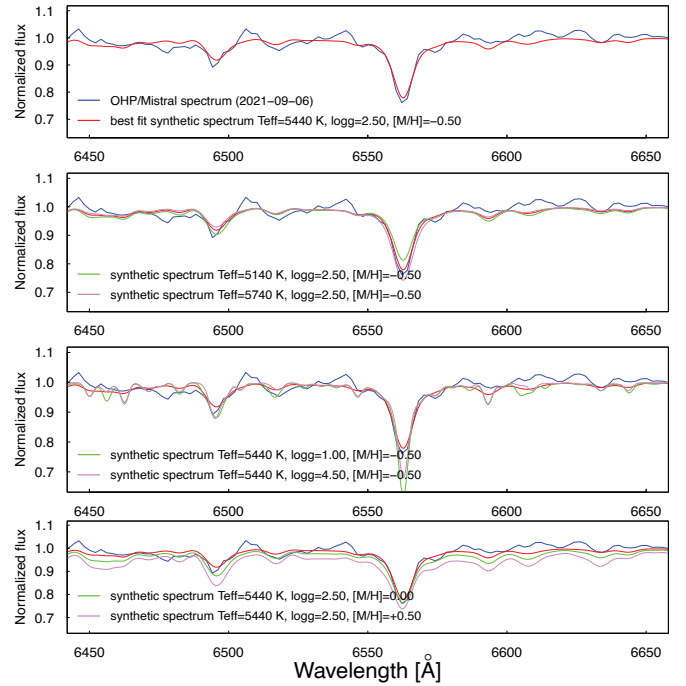 1.1
1.0
0.9
0.8
0.7
Normalized flux
OHP/Mistral spectrum (2021-09-06)
best fit synthetic spectrum Teff=5440 K, logg=2.50, [M/H]=-0.50
6450 6500 6550 6600 6650
1.1
1.0
0.9
0.8
0.7
Normalized flux
synthetic spectrum Teff=5140 K, logg=2.50, [M/H]=-0.50
synthetic spectrum Teff=5740 K, logg=2.50, [M/H]=-0.50
6450 6500 6550 6600 6650
1.1
1.0
0.9
0.8
0.7
Normalized flux
synthetic spectrum Teff=5440 K, logg=1.00, [M/H]=-0.50
synthetic spectrum Teff=5440 K, logg=4.50, [M/H]=-0.50
6450 6500 6550 6600 6650
1.1
1.0
0.9
0.8
0.7
Normalized flux
synthetic spectrum Teff=5440 K, logg=2.50, [M/H]=0.00
synthetic spectrum Teff=5440 K, logg=2.50, [M/H]=+0.50
6450 6500 6550 6600 6650
Wavelength [Å]